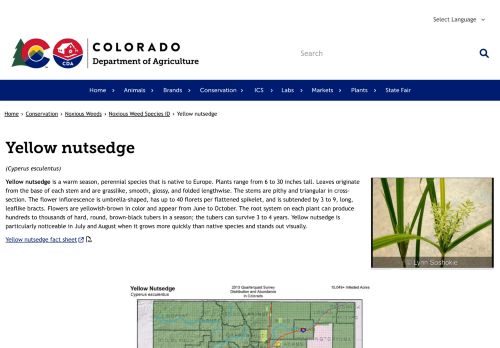 Select Language
COLORADO
Department of Agriculture
CDA
Search
Home Animals Brands Conservation ICS Labs Markets Plants State Fair
Home › Conservation › Noxious Weeds › Noxious Weed Species ID › Yellow nutsedge
Yellow nutsedge
(Cyperus esculentus)
Yellow nutsedge is a warm season, perennial species that is native to Europe. Plants range from 6 to 30 inches tall. Leaves originate
from the base of each stem and are grasslike, smooth, glossy, and folded lengthwise. The stems are pithy and triangular in cross-
section. The flower inflorescence is umbrella-shaped, has up to 40 florets per flattened spikelet, and is subtended by 3 to 9, long,
leaflike bracts. Flowers are yellowish-brown in color and appear from June to October. The root system on each plant can produce
hundreds to thousands of hard, round, brown-black tubers in a season; the tubers can survive 3 to 4 years. Yellow nutsedge is
particularly noticeable in July and August when it grows more quickly than native species and stands out visually.
Yellow nutsedge fact sheet
© Lynn Sosnoskie
Yellow Nutsedge
Cyperus esculentus
2013 Quarterquad Survey
Distribution and Abundance
in Colorado
15,049+ Infested Acres